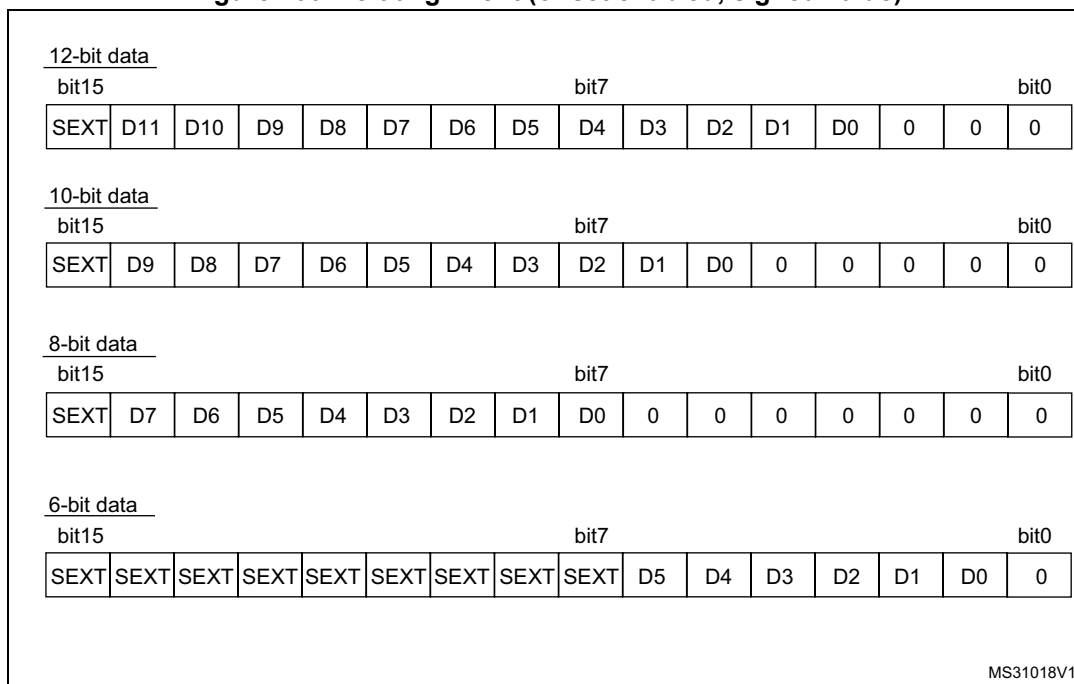 12-bit data
bit15 bit7 bit0
SEXT D11 D10 D9 D8 D7 D6 D5 D4 D3 D2 D1 D0 0 0 0
10-bit data
bit15 bit7 bit0
SEXT D9 D8 D7 D6 D5 D4 D3 D2 D1 D0 0 0 0 0 0
8-bit data
bit15 bit7 bit0
SEXT D7 D6 D5 D4 D3 D2 D1 D0 0 0 0 0 0 0 0
6-bit data
bit15 bit7 bit0
SEXT SEXT SEXT SEXT SEXT SEXT SEXT SEXT SEXT D5 D4 D3 D2 D1 D0 0
MS31018V1